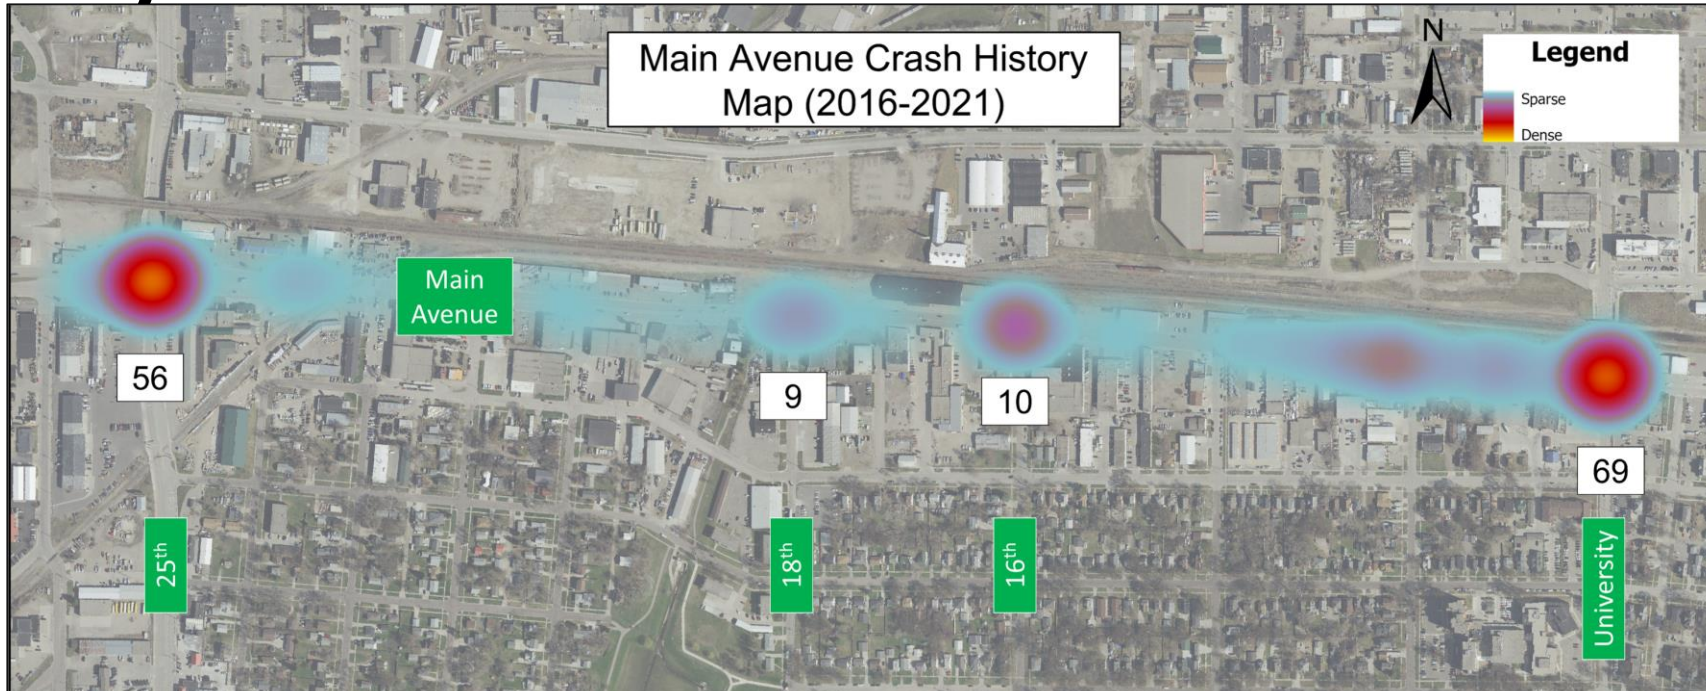 Main Avenue Crash History
Map (2016-2021)
N
Legend
Sparse
Dense
Main
Avenue
56
9
10
69
25th
18th
16th
University